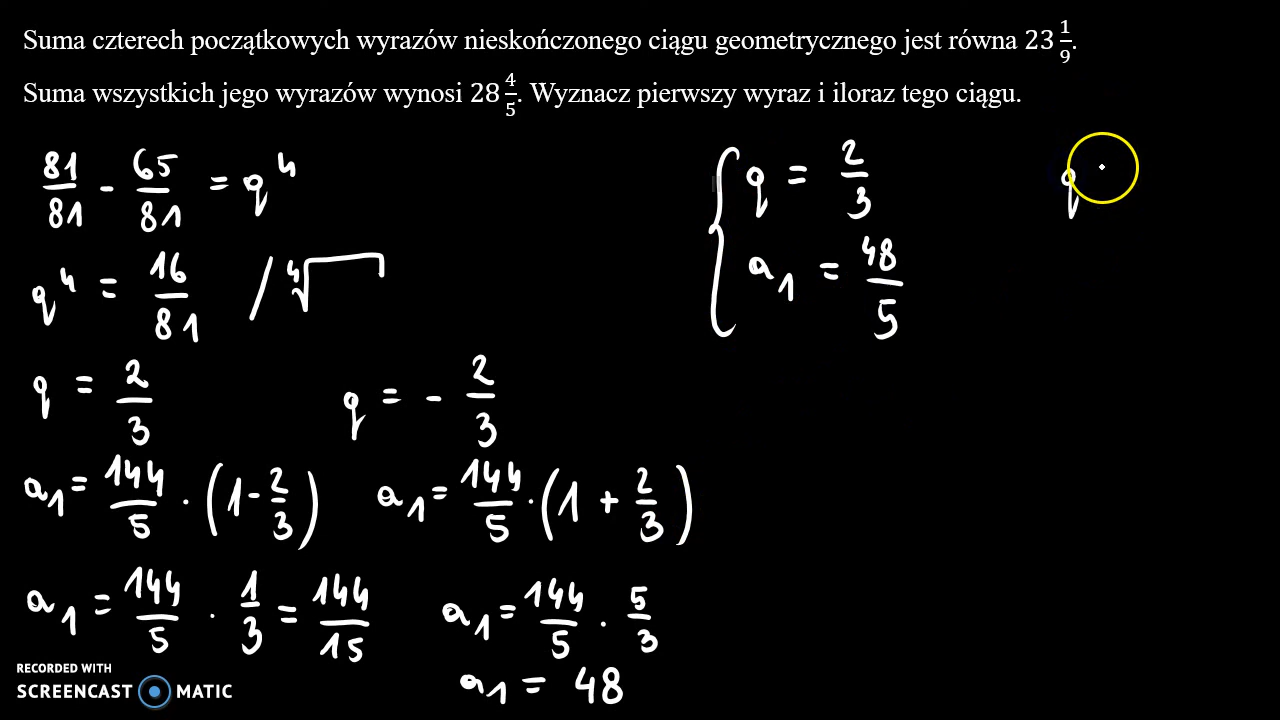 Suma czterech początkowych wyrazów nieskończonego ciągu geometrycznego jest równa 23 1/9.
Suma wszystkich jego wyrazów wynosi 28 4/5. Wyznacz pierwszy wyraz i iloraz tego ciągu.
81/81 - 65/81 = q⁴
q⁴ = 16/81 / ⁴√
q = 2/3
q = - 2/3
a₁ = 144/5 · (1 - 2/3)
a₁ = 144/5 · (1 + 2/3)
a₁ = 144/5 · 1/3 = 144/15
a₁ = 144/5 · 5/3
a₁ = 48
{ q = 2/3
a₁ = 48/5
q
RECORDED WITH
SCREENCAST MATIC